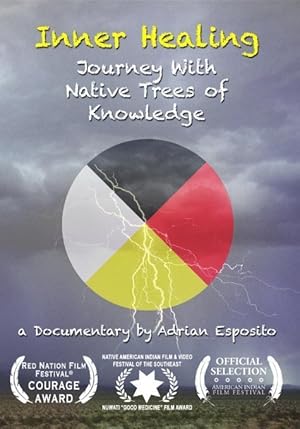 Inner Healing
Journey With
Native Trees of
Knowledge
a Documentary by Adrian Esposito
RED NATION FILM
FESTIVAL®
COURAGE
AWARD
NATIVE AMERICAN INDIAN FILM & VIDEO
FESTIVAL OF THE SOUTHEAST
NUWATI "GOOD MEDICINE" FILM AWARD
OFFICIAL
SELECTION
AMERICAN INDIAN
FILM FESTIVAL